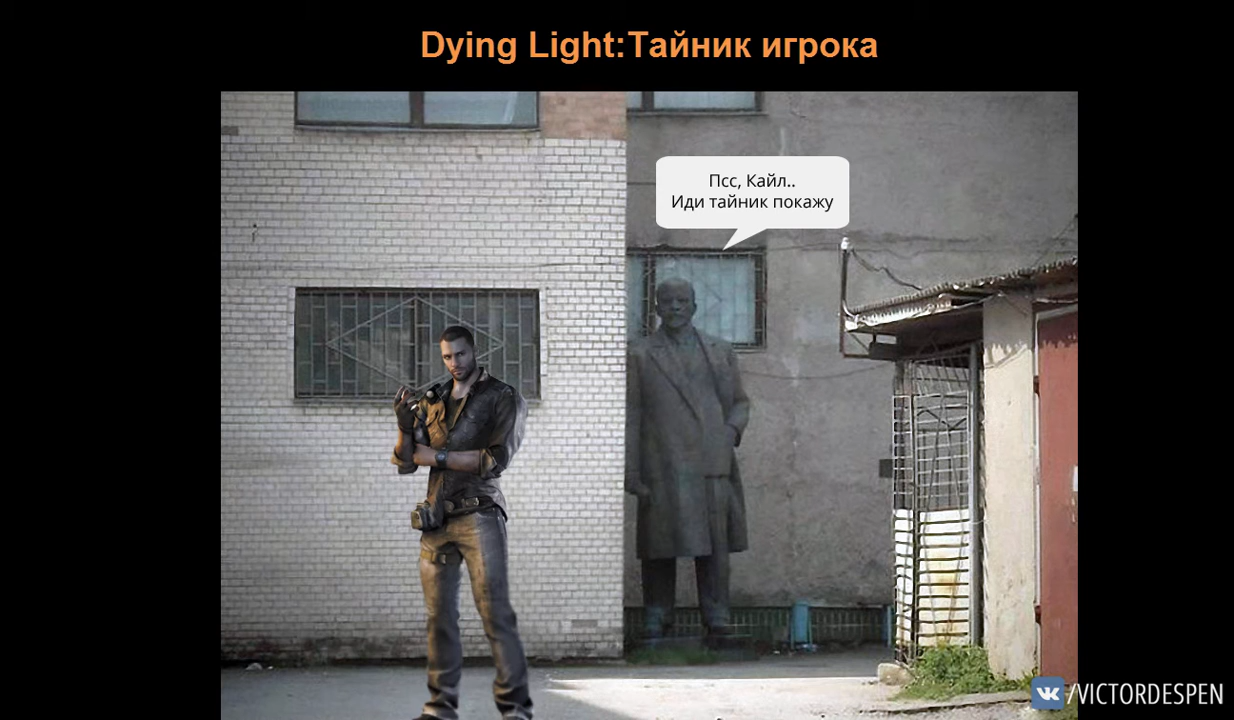 Dying Light:Тайник игрока
Псс, Кайл..
Иди тайник покажу
/VICTORDESPEN